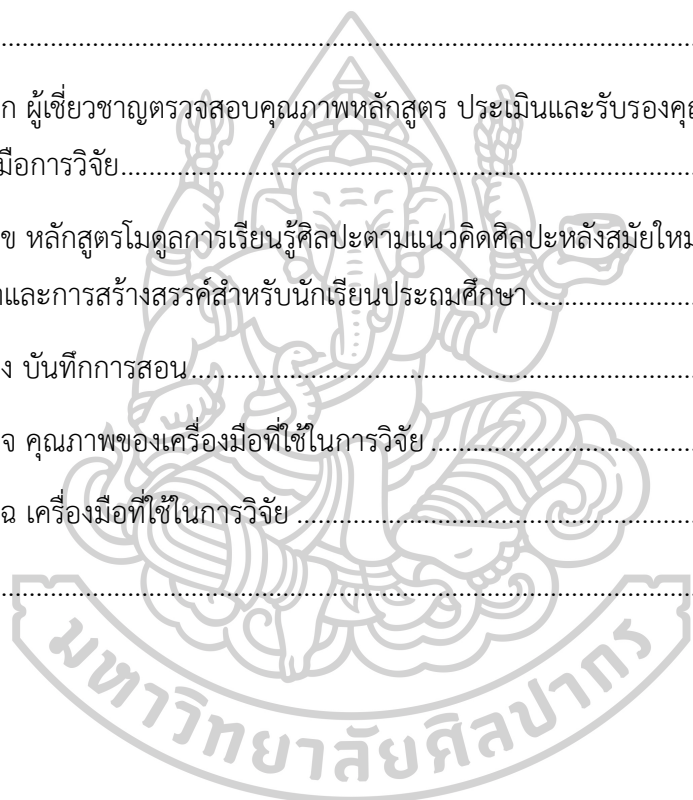 ................................................................................................
ก ผู้เชี่ยวชาญตรวจสอบคุณภาพหลักสูตร ประเมินและรับรองคุณ
มือการวิจัย................................................................................
ข หลักสูตรโมดูลการเรียนรู้ศิลปะตามแนวคิดศิลปะหลังสมัยใหม
และการสร้างสรรค์สำหรับนักเรียนประถมศึกษา.......................
ง บันทึกการสอน......................................................................
จ คุณภาพของเครื่องมือที่ใช้ในการวิจัย ....................................
ฉ เครื่องมือที่ใช้ในการวิจัย .......................................................
................................................................................................
มหาวิทยาลัยศิลปากร